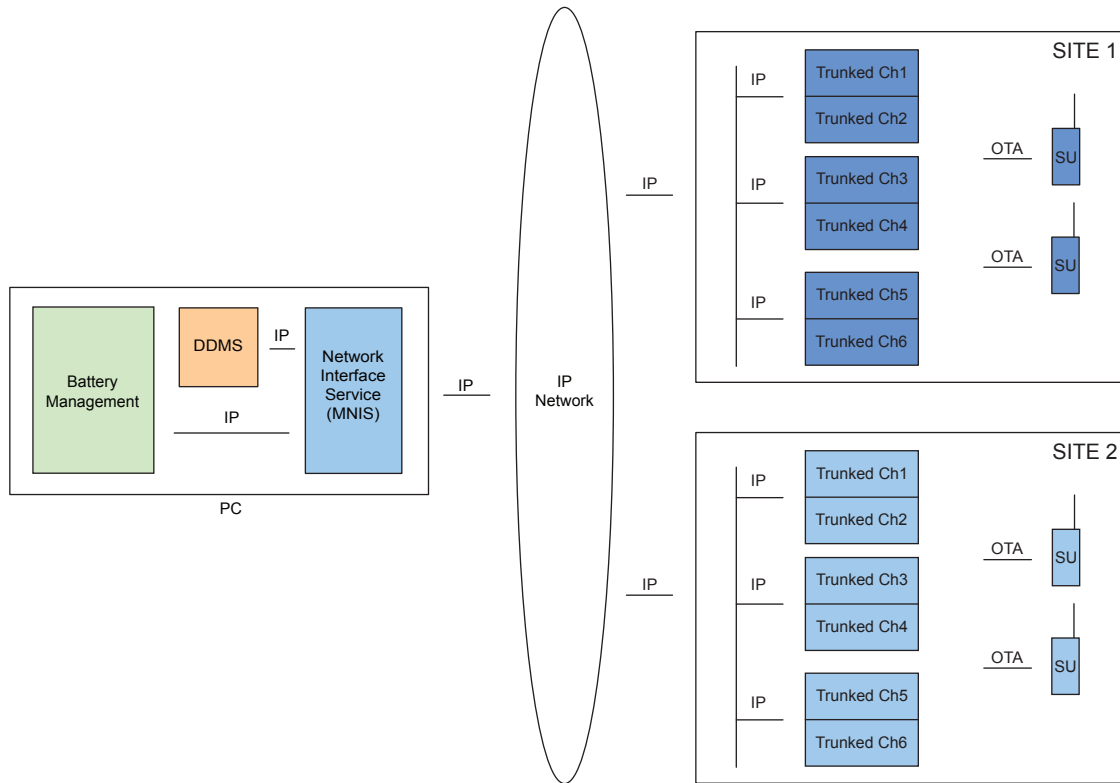 Battery
Management
DDMS
IP
IP
Network
Interface
Service
(MNIS)
PC
IP
IP
Network
IP
IP
SITE 1
IP
Trunked Ch1
Trunked Ch2
IP
Trunked Ch3
Trunked Ch4
IP
Trunked Ch5
Trunked Ch6
OTA
SU
OTA
SU
SITE 2
IP
Trunked Ch1
Trunked Ch2
IP
Trunked Ch3
Trunked Ch4
IP
Trunked Ch5
Trunked Ch6
OTA
SU
OTA
SU